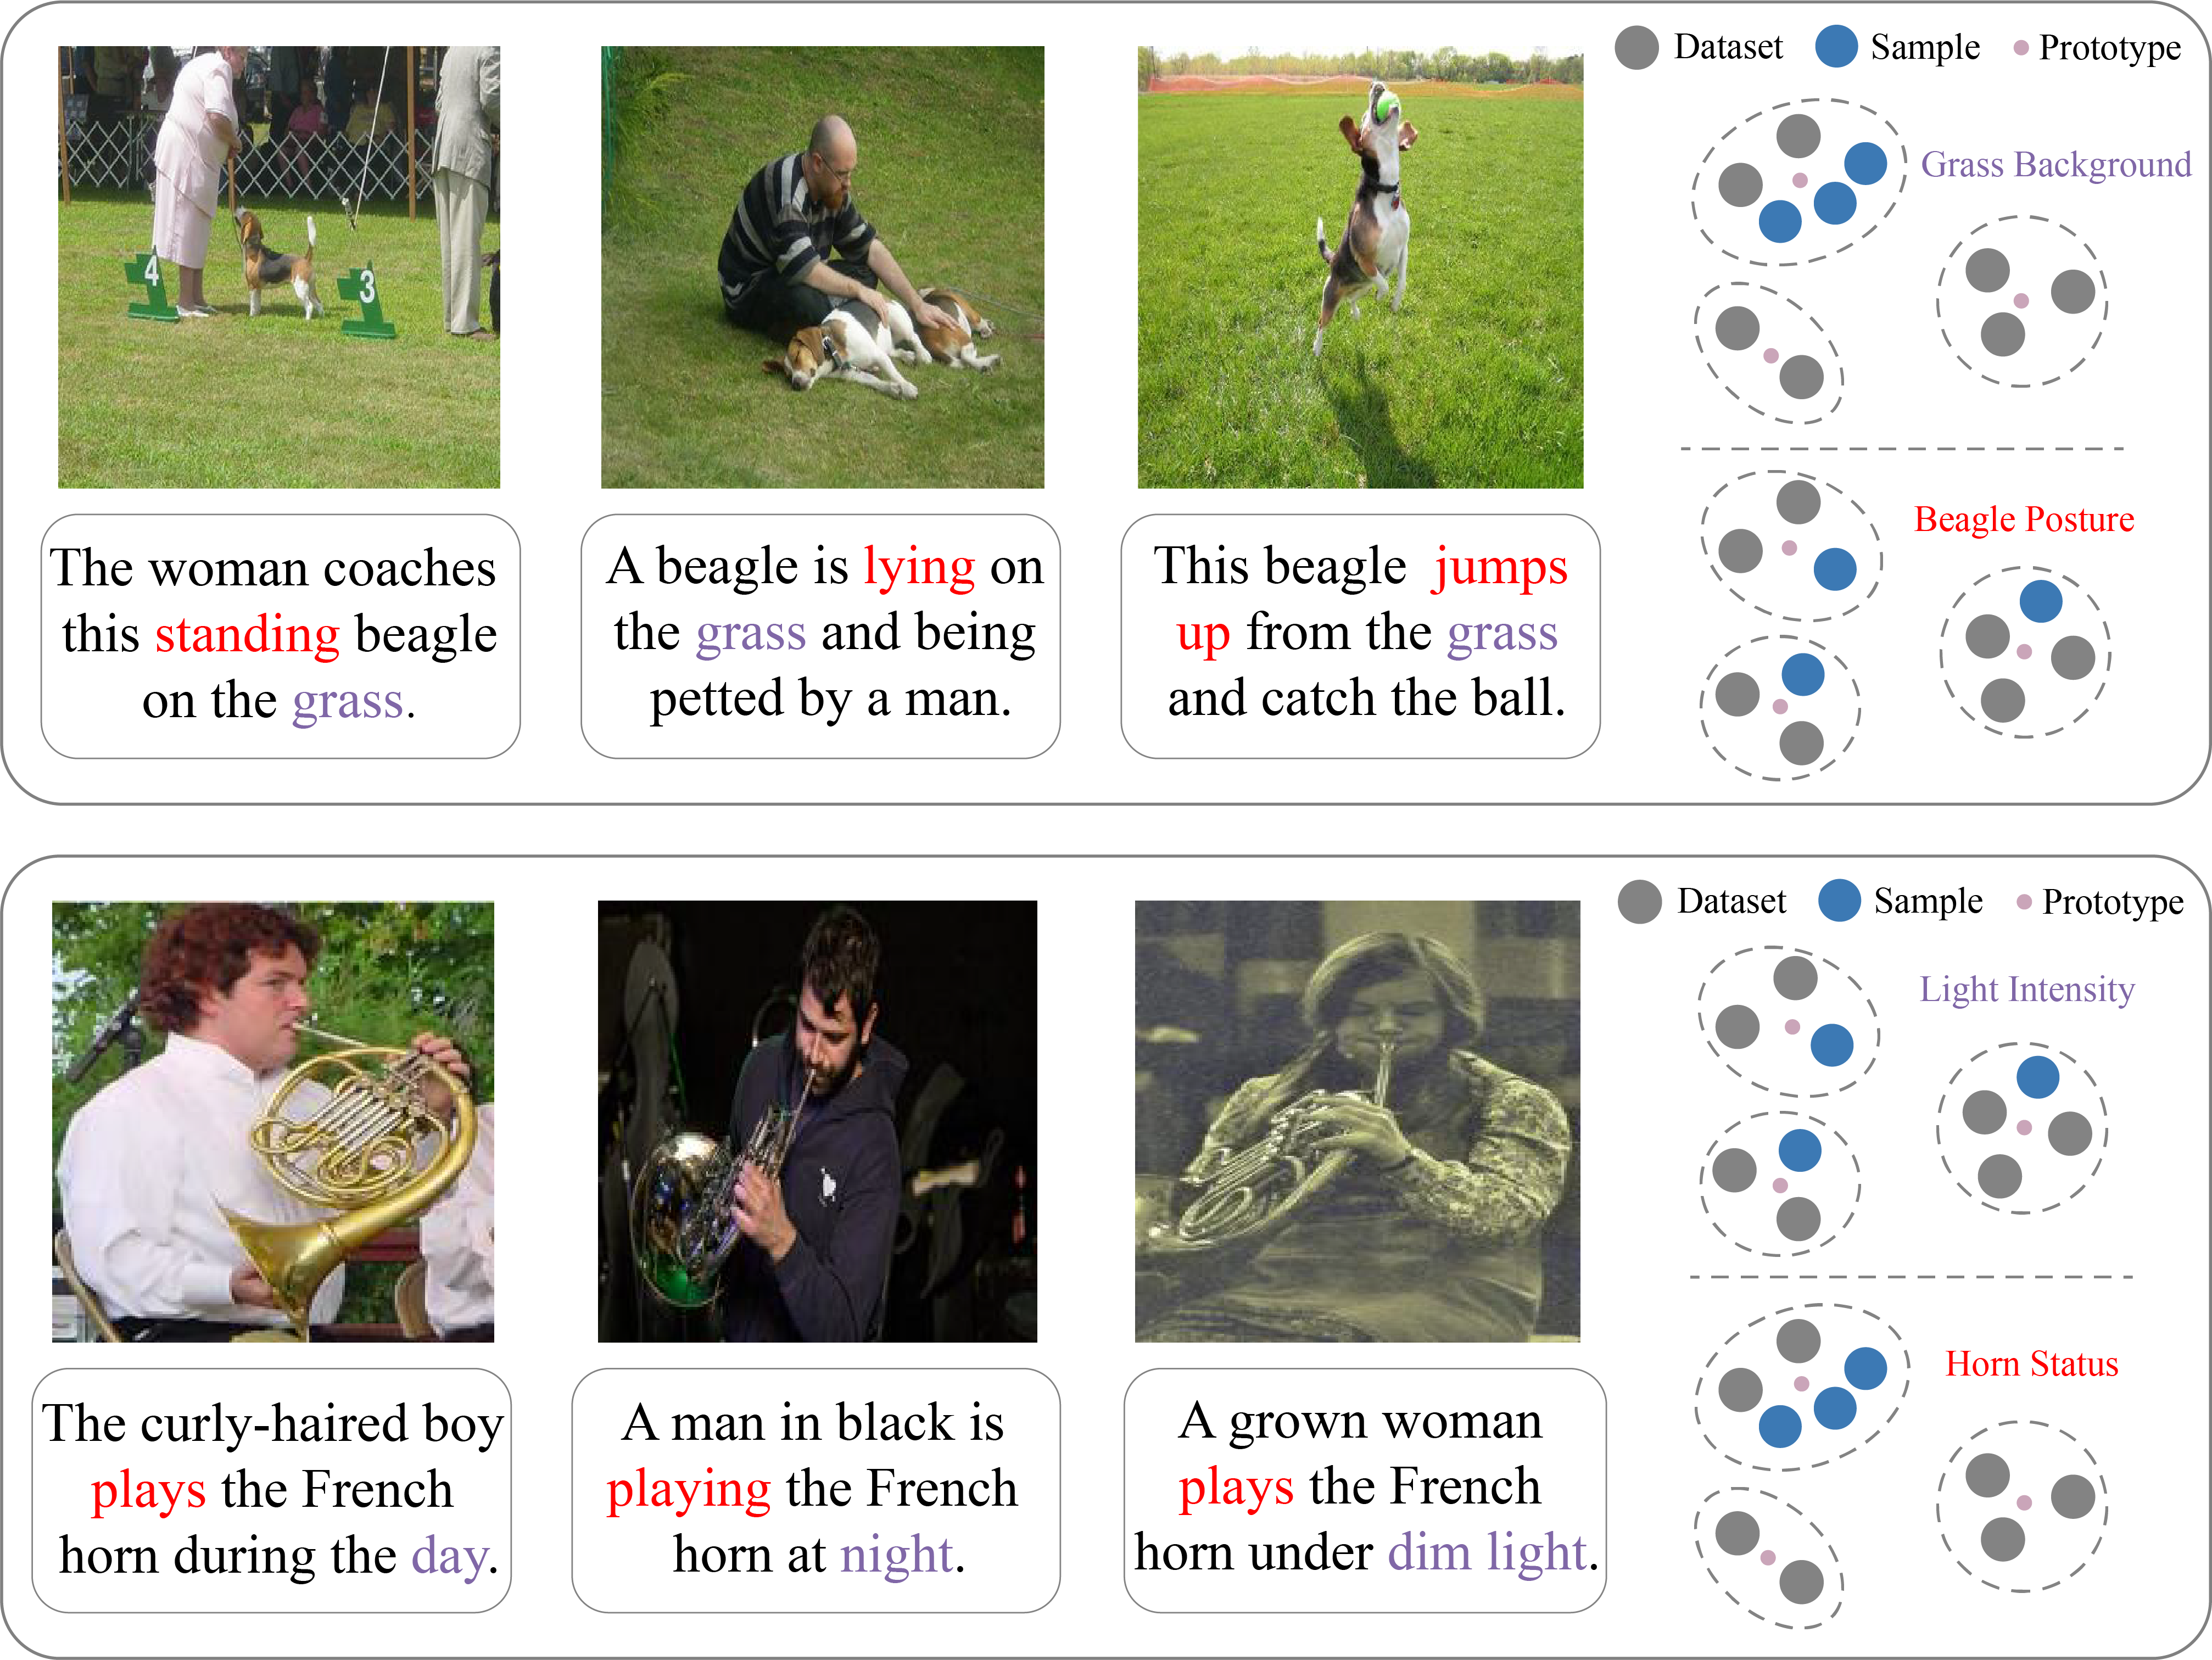 Dataset Sample Prototype
4
3
Grass Background
The woman coaches
this standing beagle
on the grass.
A beagle is lying on
the grass and being
petted by a man.
This beagle jumps
up from the grass
and catch the ball.
Beagle Posture
Dataset Sample Prototype
Light Intensity
The curly-haired boy
plays the French
horn during the day.
A man in black is
playing the French
horn at night.
A grown woman
plays the French
horn under dim light.
Horn Status